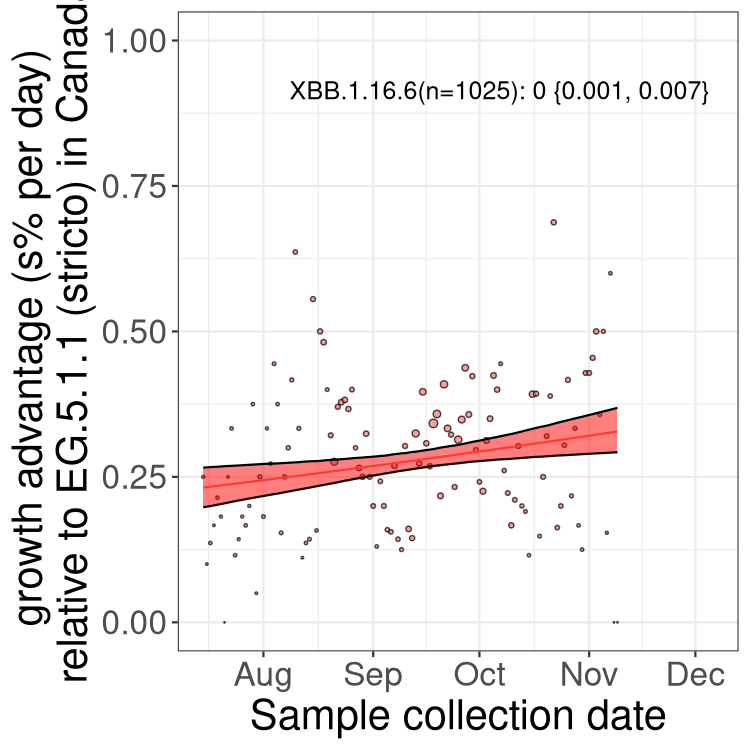 growth advantage (s% per day)
relative to EG.5.1.1 (stricto) in Canada
1.00
0.75
0.50
0.25
0.00
XBB.1.16.6(n=1025): 0 {0.001, 0.007}
Aug Sep Oct Nov Dec
Sample collection date